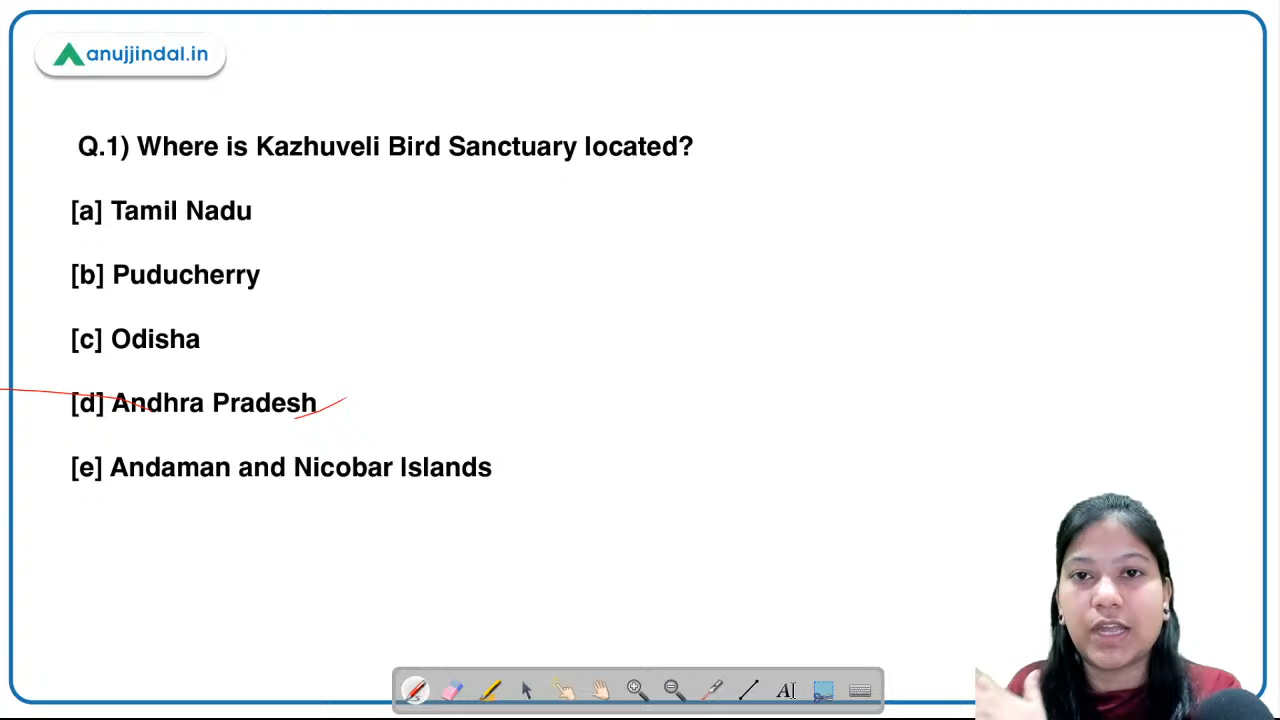 anujjindal.in
Q.1) Where is Kazhuveli Bird Sanctuary located?
[a] Tamil Nadu
[b] Puducherry
[c] Odisha
[d] Andhra Pradesh
[e] Andaman and Nicobar Islands